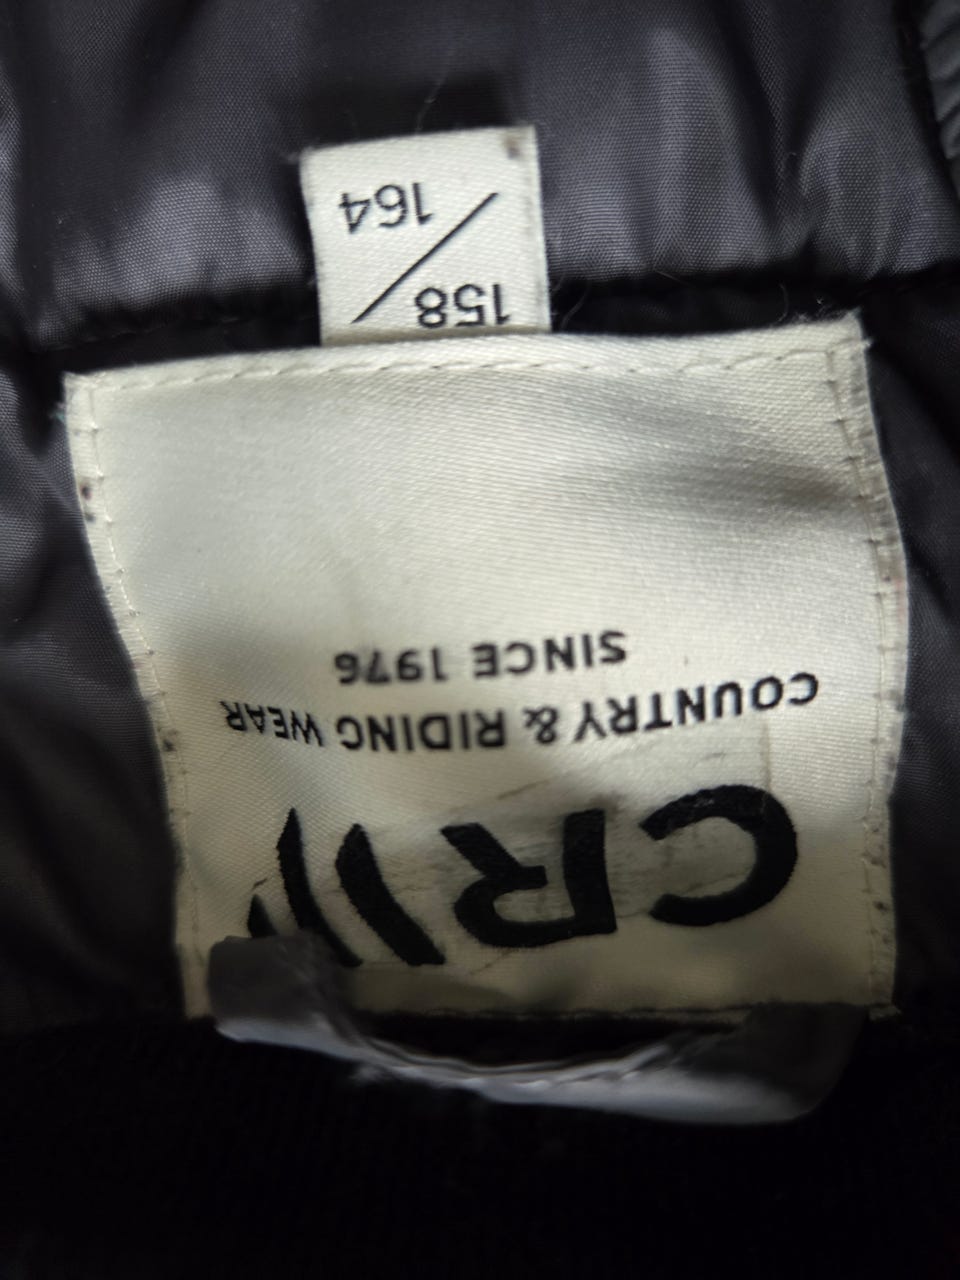 CRW
COUNTRY & RIDING WEAR
SINCE 1976
158/164